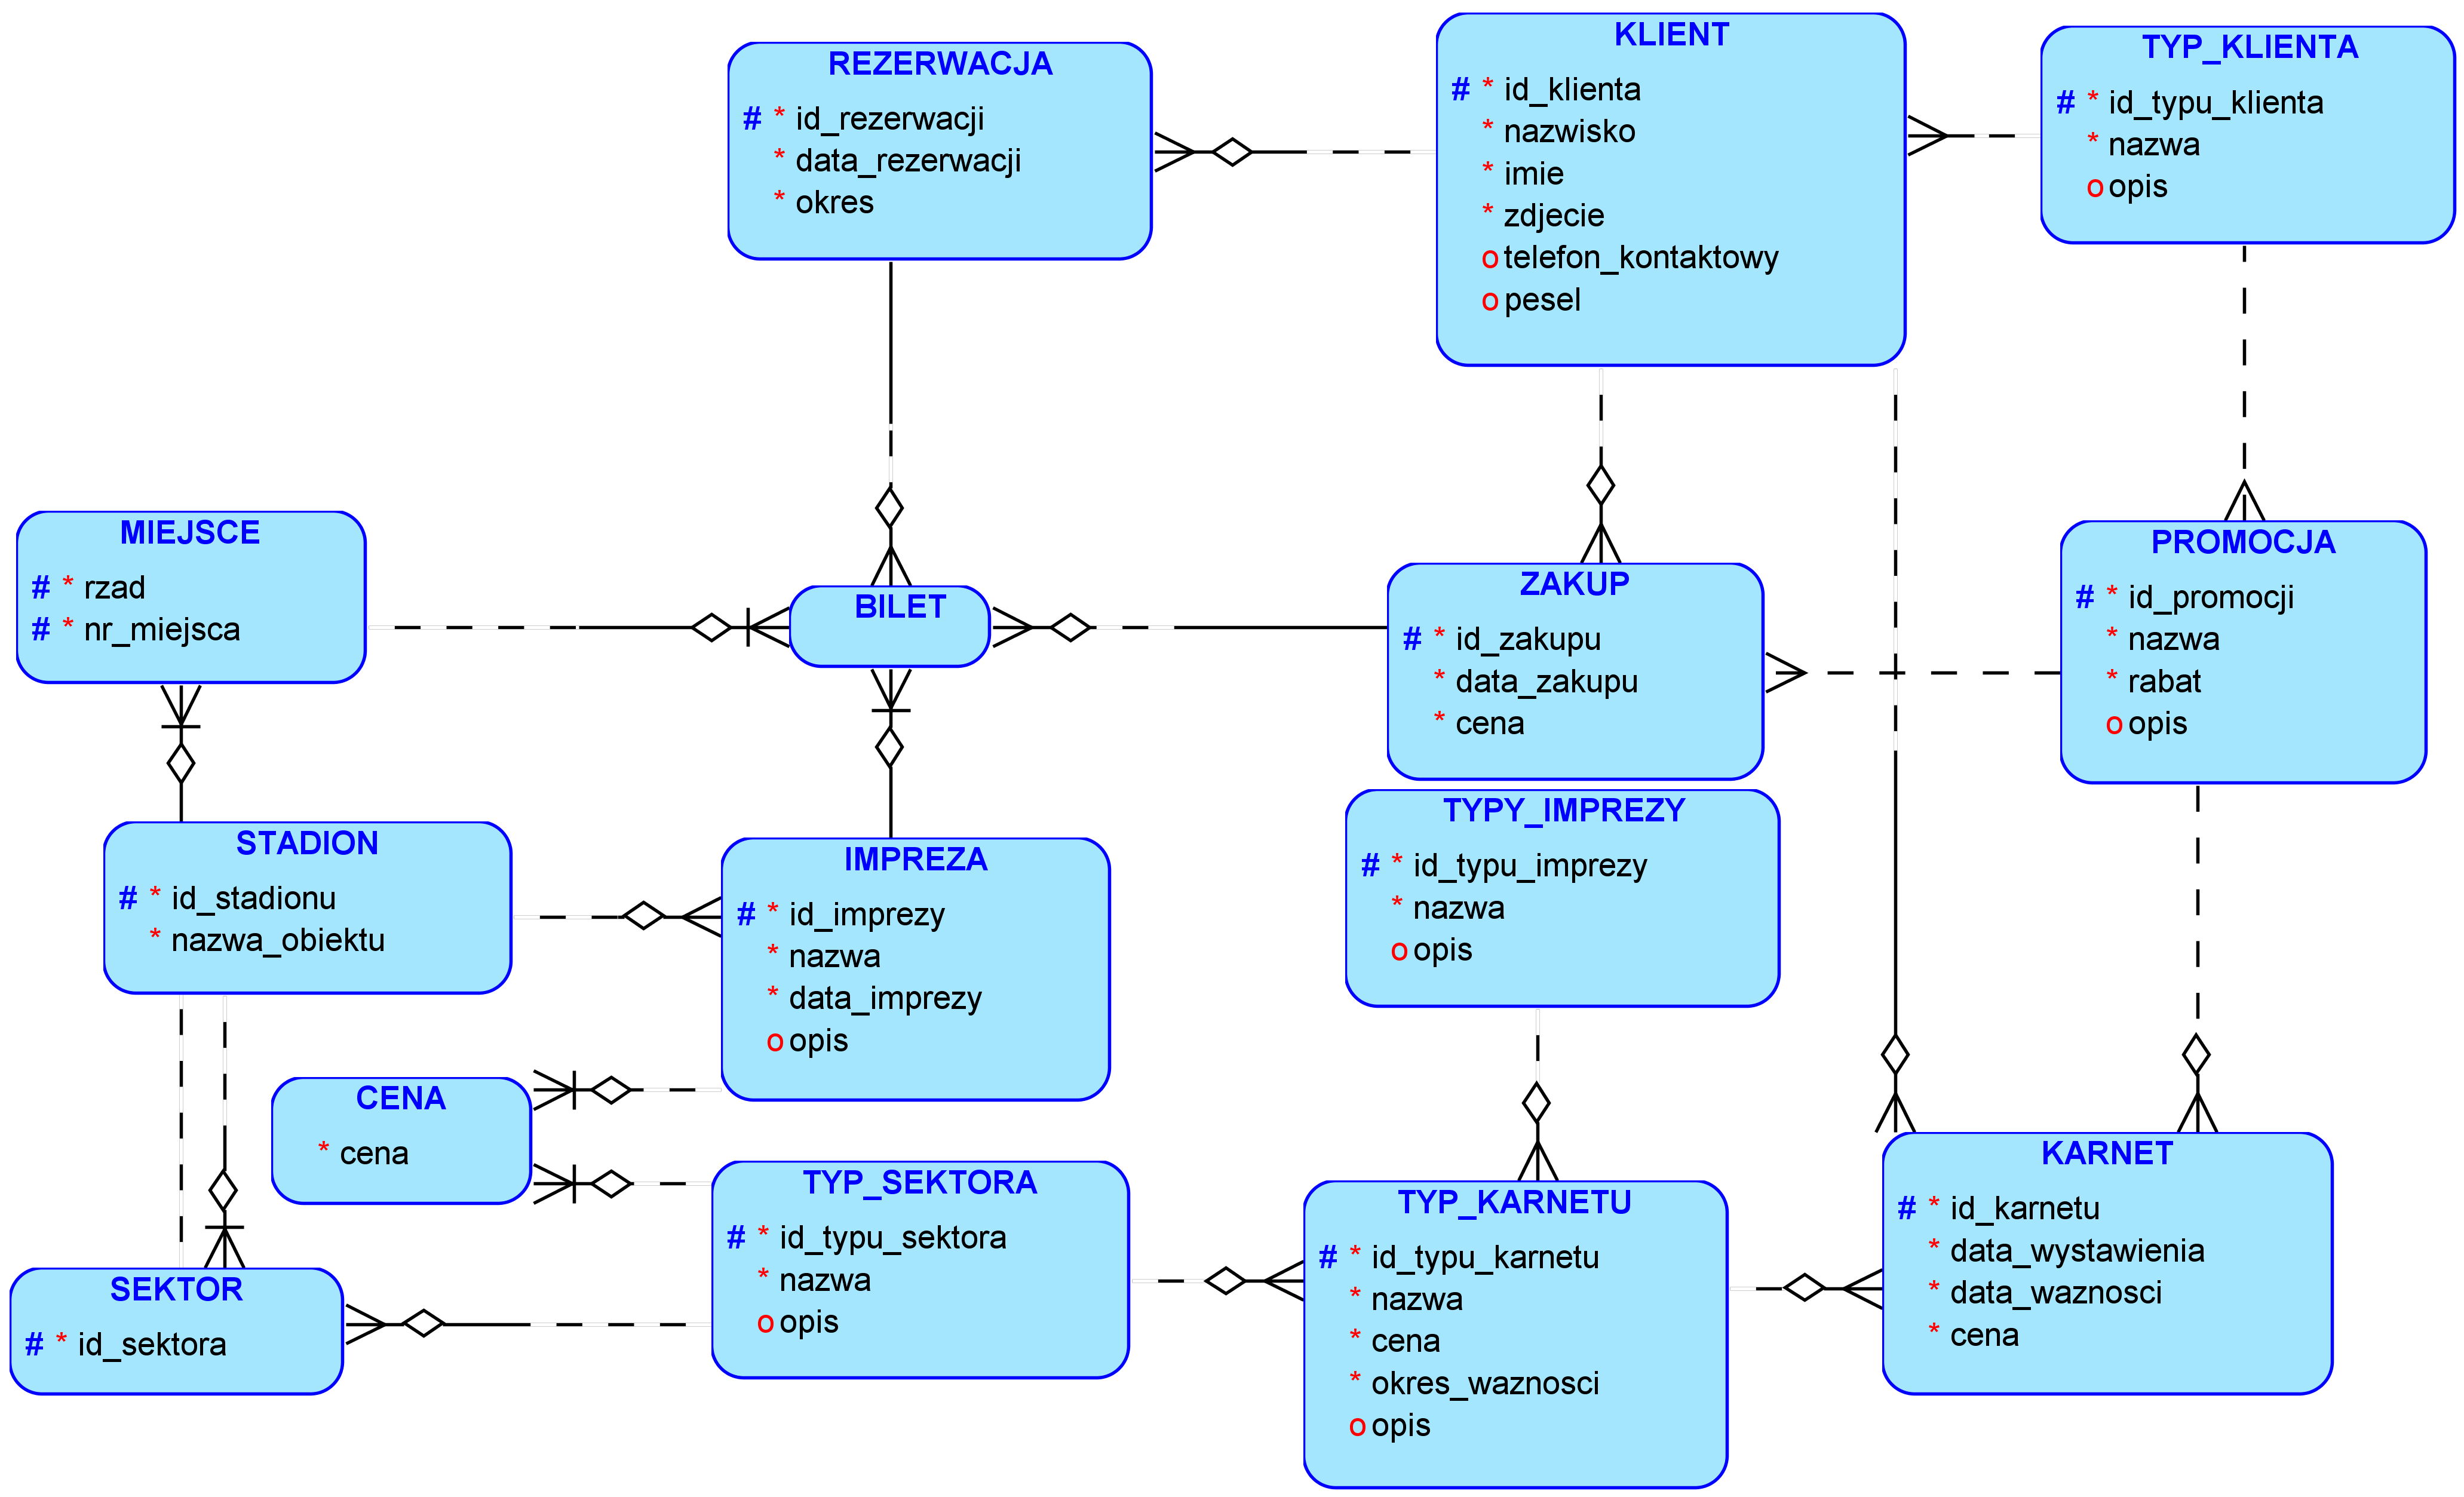 REZERWACJA
# * id_rezerwacji
* data_rezerwacji
* okres
KLIENT
# * id_klienta
* nazwisko
* imie
* zdjecie
o telefon_kontaktowy
o pesel
TYP_KLIENTA
# * id_typu_klienta
* nazwa
o opis
MIEJSCE
# * rzad
# * nr_miejsca
BILET
ZAKUP
# * id_zakupu
* data_zakupu
* cena
PROMOCJA
# * id_promocji
* nazwa
* rabat
o opis
STADION
# * id_stadionu
* nazwa_obiektu
IMPREZA
# * id_imprezy
* nazwa
* data_imprezy
o opis
TYPY_IMPREZY
# * id_typu_imprezy
* nazwa
o opis
CENA
* cena
TYP_SEKTORA
# * id_typu_sektora
* nazwa
o opis
TYP_KARNETU
# * id_typu_karnetu
* nazwa
* cena
* okres_waznosci
o opis
KARNET
# * id_karnetu
* data_wystawienia
* data_waznosci
* cena
SEKTOR
# * id_sektora